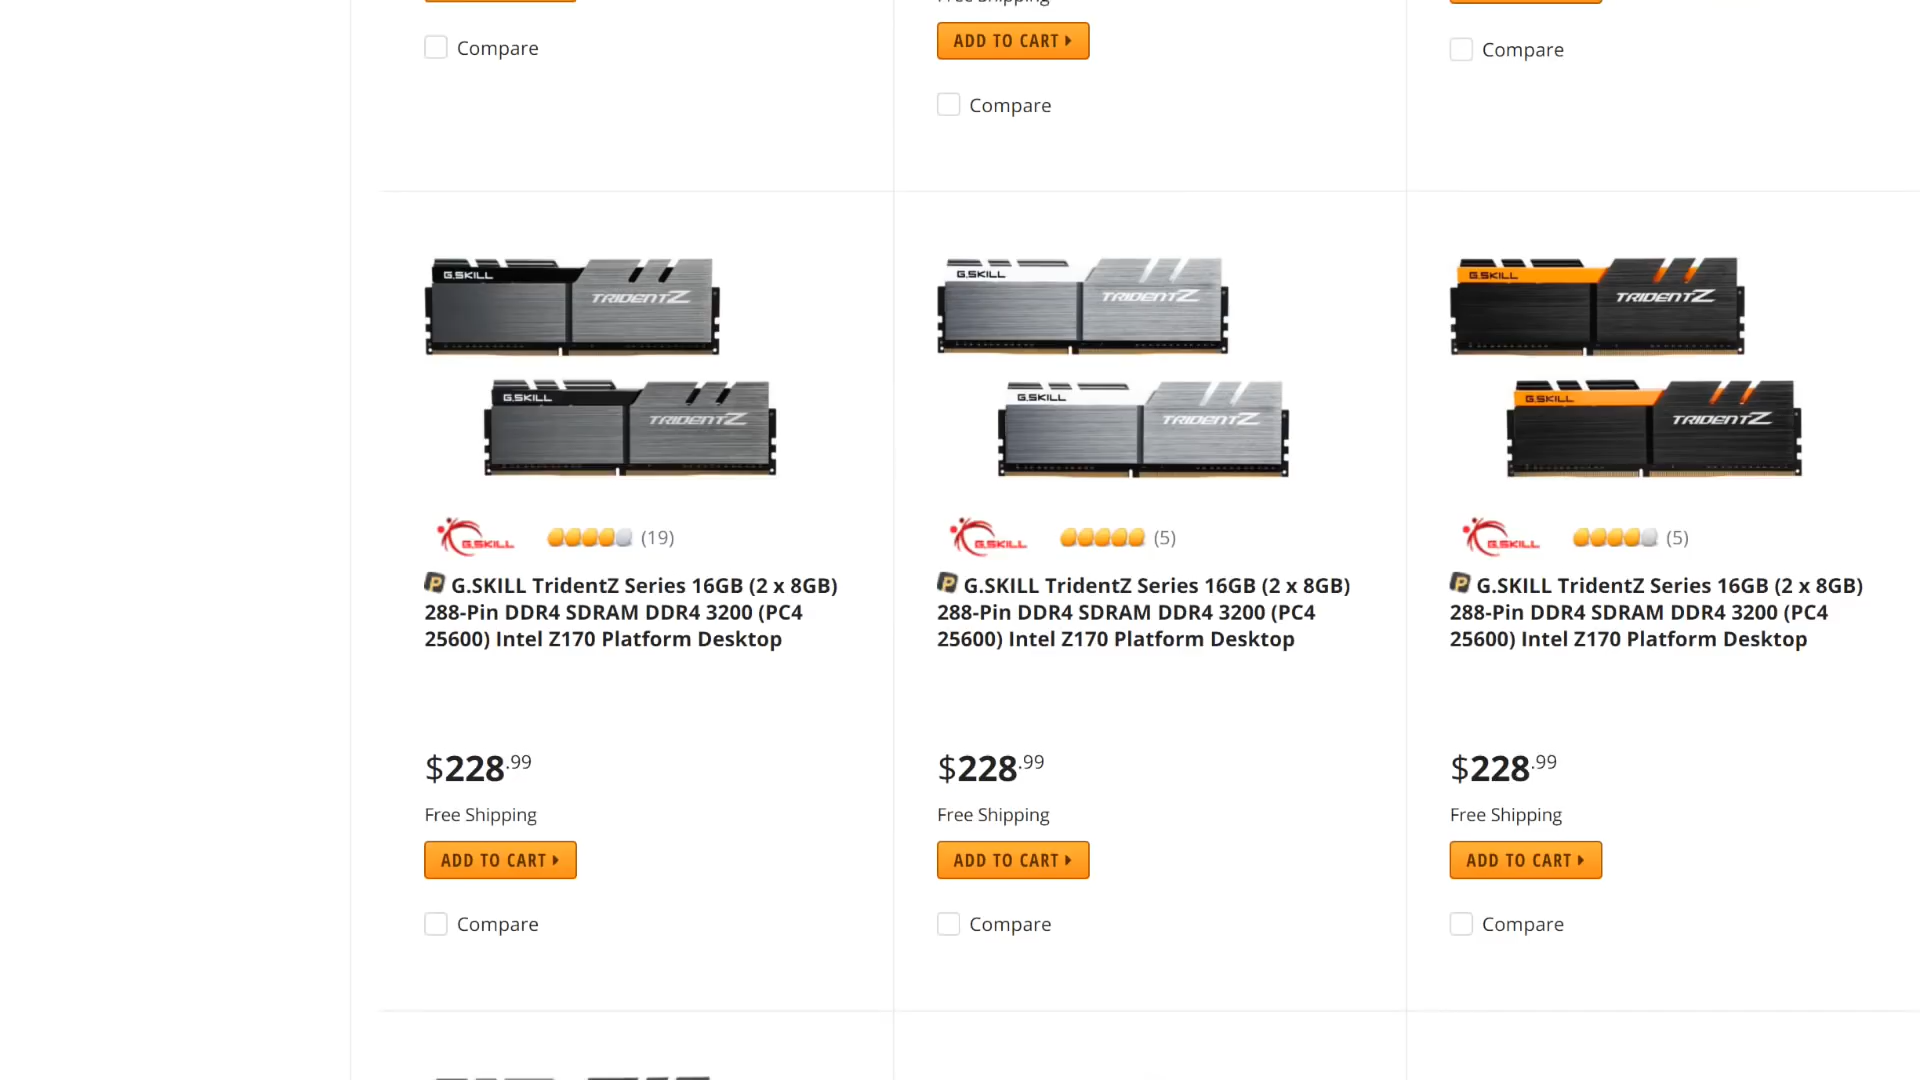 Compare
ADD TO CART
Compare
Compare
G.SKILL
TRIDENTZ
G.SKILL
TRIDENTZ
G.SKILL
TRIDENTZ
G.SKILL
TRIDENTZ
G.SKILL
TRIDENTZ
G.SKILL
TRIDENTZ
G.SKILL
(19)
G.SKILL TridentZ Series 16GB (2 x 8GB)
288-Pin DDR4 SDRAM DDR4 3200 (PC4
25600) Intel Z170 Platform Desktop
$228.99
Free Shipping
ADD TO CART
Compare
G.SKILL
(5)
G.SKILL TridentZ Series 16GB (2 x 8GB)
288-Pin DDR4 SDRAM DDR4 3200 (PC4
25600) Intel Z170 Platform Desktop
$228.99
Free Shipping
ADD TO CART
Compare
G.SKILL
(5)
G.SKILL TridentZ Series 16GB (2 x 8GB)
288-Pin DDR4 SDRAM DDR4 3200 (PC4
25600) Intel Z170 Platform Desktop
$228.99
Free Shipping
ADD TO CART
Compare